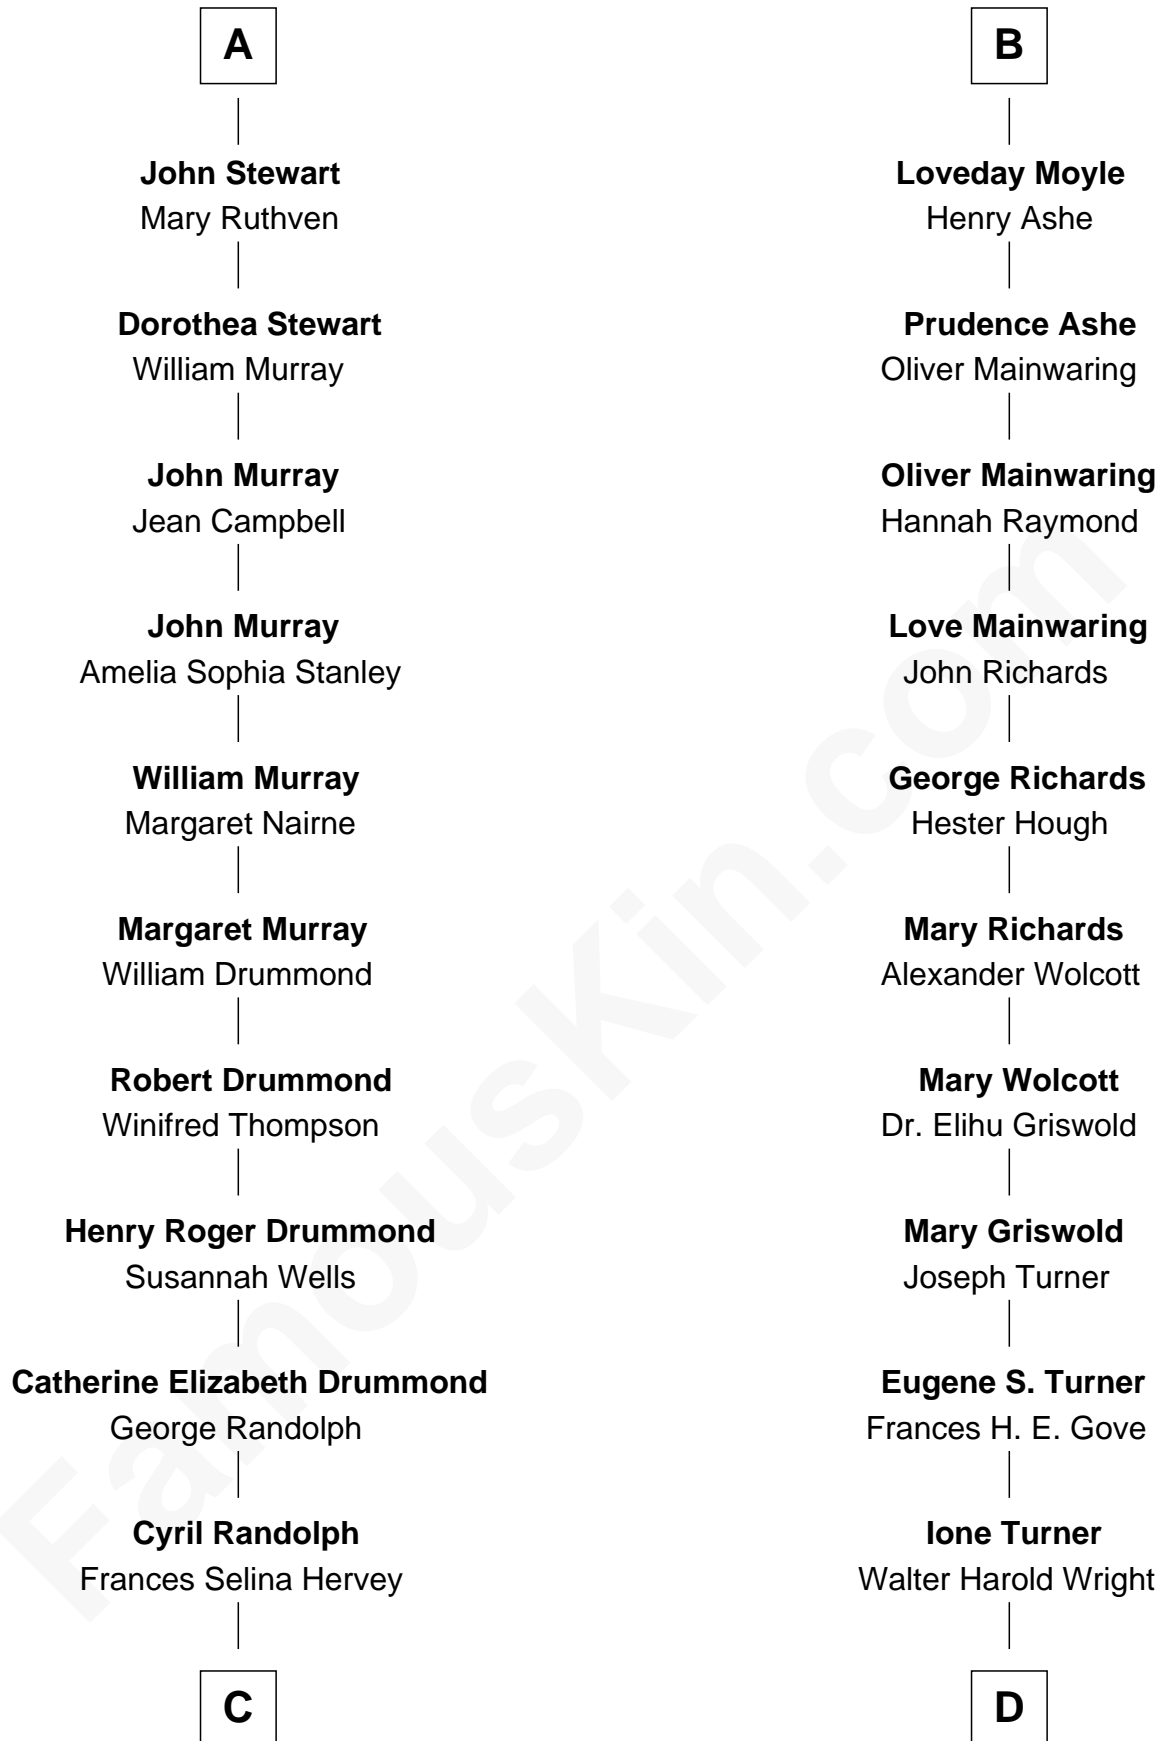 A
John Stewart
Mary Ruthven
Dorothea Stewart
William Murray
John Murray
Jean Campbell
John Murray
Amelia Sophia Stanley
William Murray
Margaret Nairne
Margaret Murray
William Drummond
Robert Drummond
Winifred Thompson
Henry Roger Drummond
Susannah Wells
Catherine Elizabeth Drummond
George Randolph
Cyril Randolph
Frances Selina Hervey
C
B
Loveday Moyle
Henry Ashe
Prudence Ashe
Oliver Mainwaring
Oliver Mainwaring
Hannah Raymond
Love Mainwaring
John Richards
George Richards
Hester Hough
Mary Richards
Alexander Wolcott
Mary Wolcott
Dr. Elihu Griswold
Mary Griswold
Joseph Turner
Eugene S. Turner
Frances H. E. Gove
Ione Turner
Walter Harold Wright
D
FamousKin.com